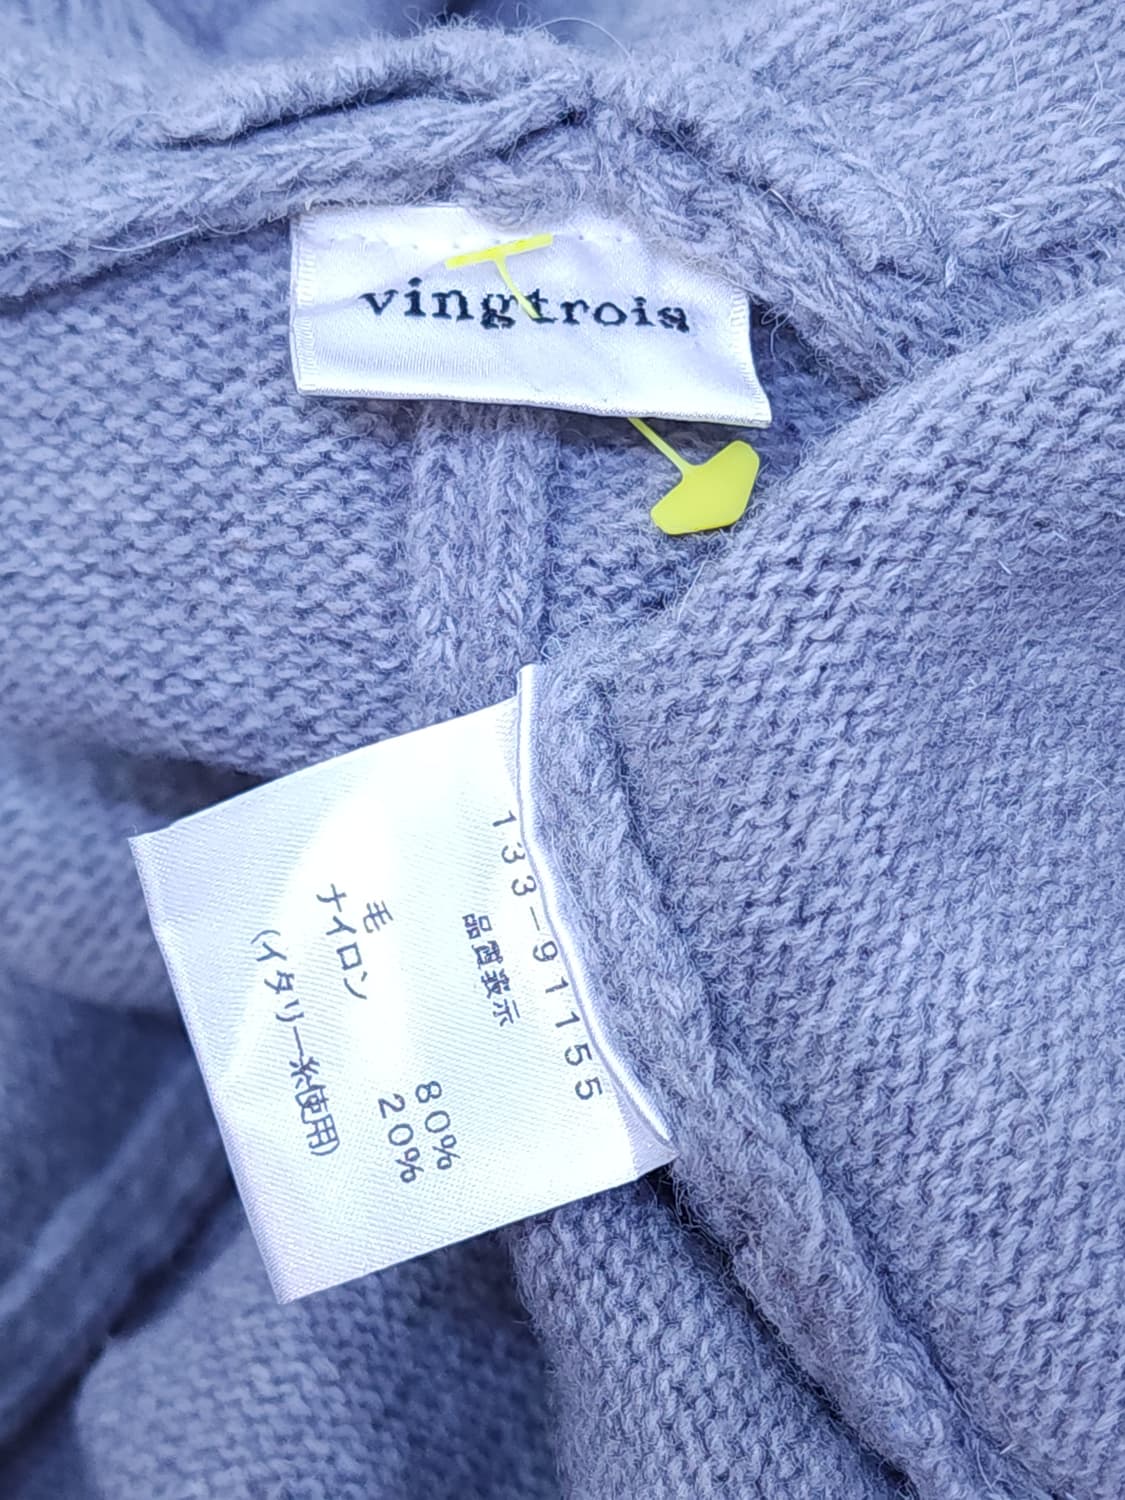 vingtrois
133-91155
品質表示
毛 80%
ナイロン 20%
(イタリー糸使用)